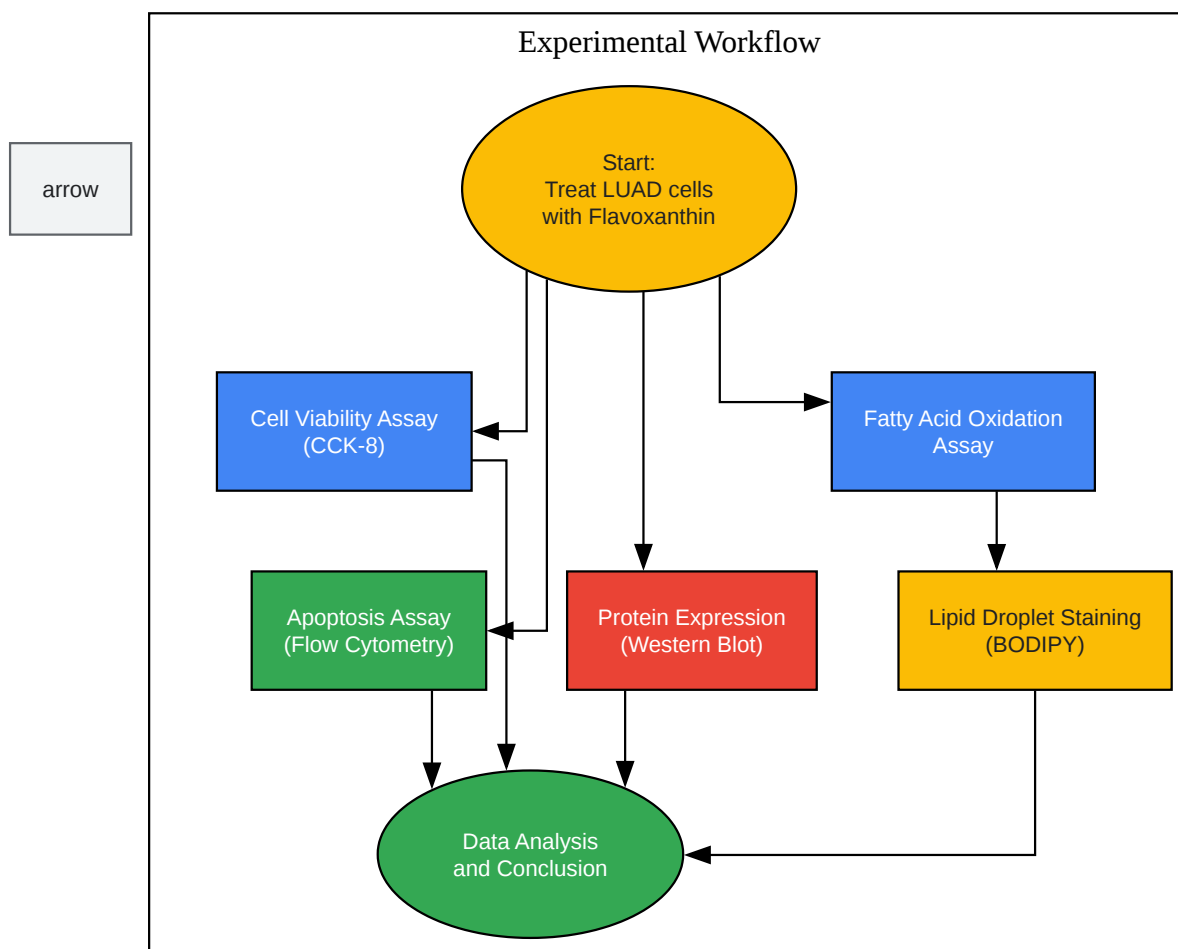 Experimental Workflow
arrow
Start:
Treat LUAD cells
with Flavoxanthin
Cell Viability Assay
(CCK-8)
Fatty Acid Oxidation
Assay
Apoptosis Assay
(Flow Cytometry)
Protein Expression
(Western Blot)
Lipid Droplet Staining
(BODIPY)
Data Analysis
and Conclusion